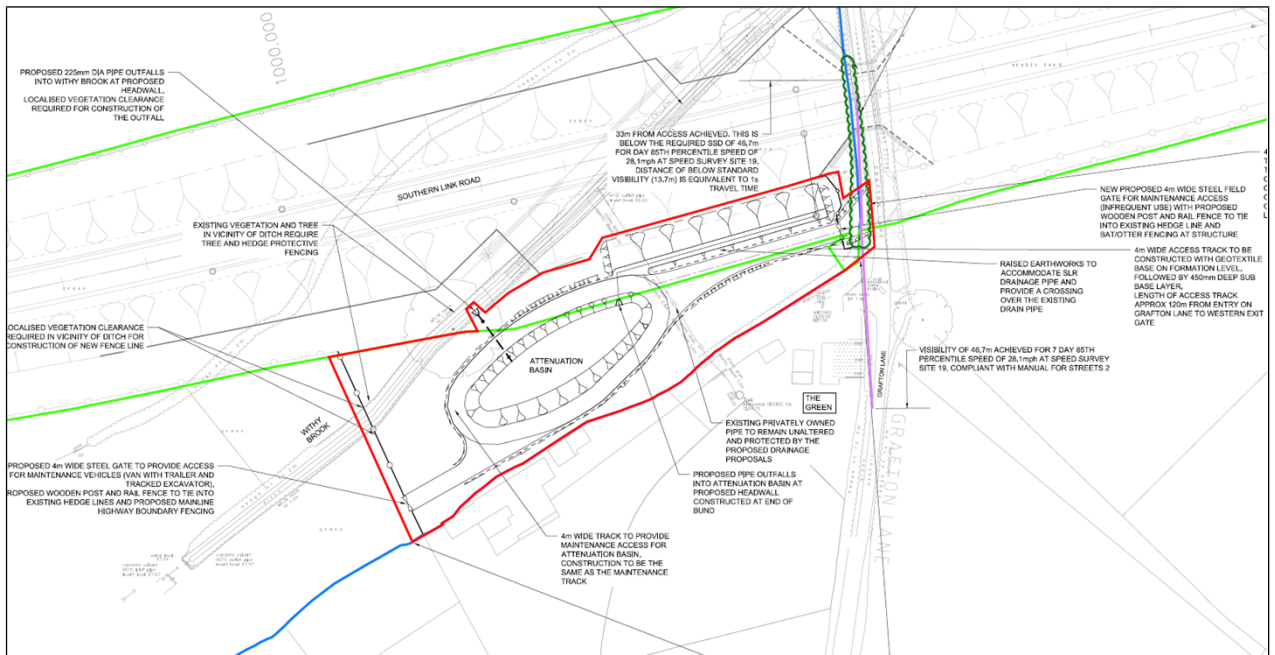 PROPOSED 225mm DIA PIPE OUTFALLS
INTO WITHY BROOK AT PROPOSED
HEADWALL.
LOCALISED VEGETATION CLEARANCE
REQUIRED FOR CONSTRUCTION OF
THE OUTFALL
SOUTHERN LINK ROAD
33m FROM ACCESS ACHIEVED. THIS IS
BELOW THE REQUIRED SSD OF 46.7m
FOR DAY 85TH PERCENTILE SPEED OF
28.1mph AT SPEED SURVEY SITE 19.
DISTANCE OF BELOW STANDARD
VISIBILITY (13.7m) IS EQUIVALENT TO 1s
TRAVEL TIME
EXISTING VEGETATION AND TREE
IN VICINITY OF DITCH REQUIRE
TREE AND HEDGE PROTECTIVE
FENCING
NEW PROPOSED 4m WIDE STEEL FIELD
GATE FOR MAINTENANCE ACCESS
(INFREQUENT USE) WITH PROPOSED
WOODEN POST AND RAIL FENCE TO TIE
INTO EXISTING HEDGE LINE AND
BAT/OTTER FENCING AT STRUCTURE
RAISED EARTHWORKS TO
ACCOMMODATE SLR
DRAINAGE PIPE AND
PROVIDE A CROSSING
OVER THE EXISTING
DRAIN PIPE
4m WIDE ACCESS TRACK TO BE
CONSTRUCTED WITH GEOTEXTILE
BASE ON FORMATION LEVEL,
FOLLOWED BY 450mm DEEP SUB
BASE LAYER.
LENGTH OF ACCESS TRACK
APPROX 120m FROM ENTRY ON
GRAFTON LANE TO WESTERN EXIT
GATE
LOCALISED VEGETATION CLEARANCE
REQUIRED IN VICINITY OF DITCH FOR
CONSTRUCTION OF NEW FENCE LINE
ATTENUATION
BASIN
VISIBILITY OF 46.7m ACHIEVED FOR 7 DAY 85TH
PERCENTILE SPEED OF 28.1mph AT SPEED SURVEY
SITE 19, COMPLIANT WITH MANUAL FOR STREETS 2
GRAFTON LANE
THE
GREEN
GRAFTON LANE
WITHY
BROOK
EXISTING PRIVATELY OWNED
PIPE TO REMAIN UNALTERED
AND PROTECTED BY THE
PROPOSED DRAINAGE
PROPOSALS
PROPOSED 4m WIDE STEEL GATE TO PROVIDE ACCESS
FOR MAINTENANCE VEHICLES (VAN WITH TRAILER AND
TRACKED EXCAVATOR),
ROPOSED WOODEN POST AND RAIL FENCE TO TIE INTO
EXISTING HEDGE LINES AND PROPOSED MAINLINE
HIGHWAY BOUNDARY FENCING
PROPOSED PIPE OUTFALLS
INTO ATTENUATION BASIN AT
PROPOSED HEADWALL
CONSTRUCTED AT END OF
BUND
4m WIDE TRACK TO PROVIDE
MAINTENANCE ACCESS FOR
ATTENUATION BASIN,
CONSTRUCTION TO BE THE
SAME AS THE MAINTENANCE
TRACK